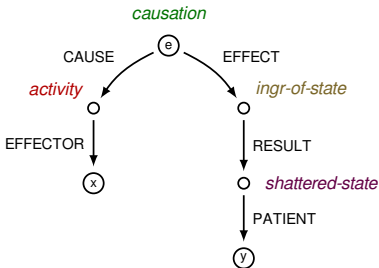 causation
e
CAUSE EFFECT
activity ingr-of-state
EFFECTOR RESULT
x shattered-state
PATIENT
y